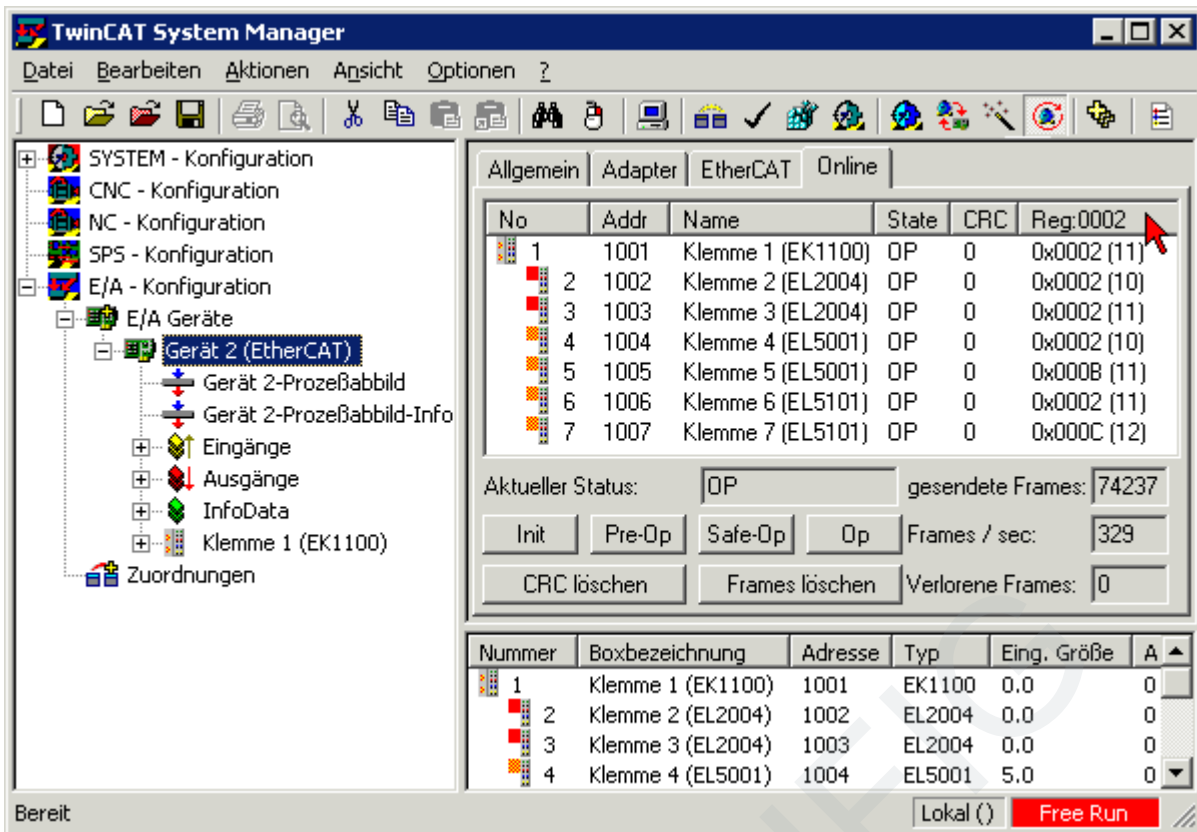 TwinCAT System Manager
Datei Bearbeiten Aktionen Ansicht Optionen ?
SYSTEM - Konfiguration
CNC - Konfiguration
NC - Konfiguration
SPS - Konfiguration
E/A - Konfiguration
E/A Geräte
Gerät 2 (EtherCAT)
Gerät 2-Prozeßabbild
Gerät 2-Prozeßabbild-Info
Eingänge
Ausgänge
InfoData
Klemme 1 (EK1100)
Zuordnungen
Allgemein Adapter EtherCAT Online
No Addr Name State CRC Reg:0002
1 1001 Klemme 1 (EK1100) OP 0 0x0002 (11)
2 1002 Klemme 2 (EL2004) OP 0 0x0002 (10)
3 1003 Klemme 3 (EL2004) OP 0 0x0002 (11)
4 1004 Klemme 4 (EL5001) OP 0 0x0002 (10)
5 1005 Klemme 5 (EL5001) OP 0 0x000B (11)
6 1006 Klemme 6 (EL5101) OP 0 0x0002 (11)
7 1007 Klemme 7 (EL5101) OP 0 0x000C (12)
Aktueller Status: OP gesendete Frames: 74237
Init Pre-Op Safe-Op Op Frames / sec: 329
CRC löschen Frames löschen Verlorene Frames: 0
Nummer Boxbezeichnung Adresse Typ Eing. Größe A
1 Klemme 1 (EK1100) 1001 EK1100 0.0 0
2 Klemme 2 (EL2004) 1002 EL2004 0.0 0
3 Klemme 3 (EL2004) 1003 EL2004 0.0 0
4 Klemme 4 (EL5001) 1004 EL5001 5.0 0
Bereit Lokal () Free Run